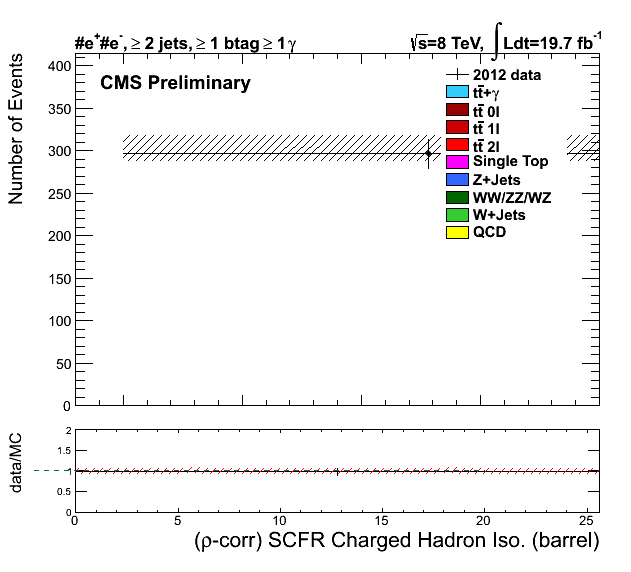 #e⁺#e⁻, ≥ 2 jets, ≥ 1 btag ≥ 1 γ
√s=8 TeV, ∫ Ldt=19.7 fb⁻¹
CMS Preliminary
Number of Events
400
350
300
250
200
150
100
50
0
2012 data
tt̄+γ
tt̄ 0l
tt̄ 1l
tt̄ 2l
Single Top
Z+Jets
WW/ZZ/WZ
W+Jets
QCD
data/MC
2
1.5
1
0.5
0
0 5 10 15 20 25
(ρ-corr) SCFR Charged Hadron Iso. (barrel)